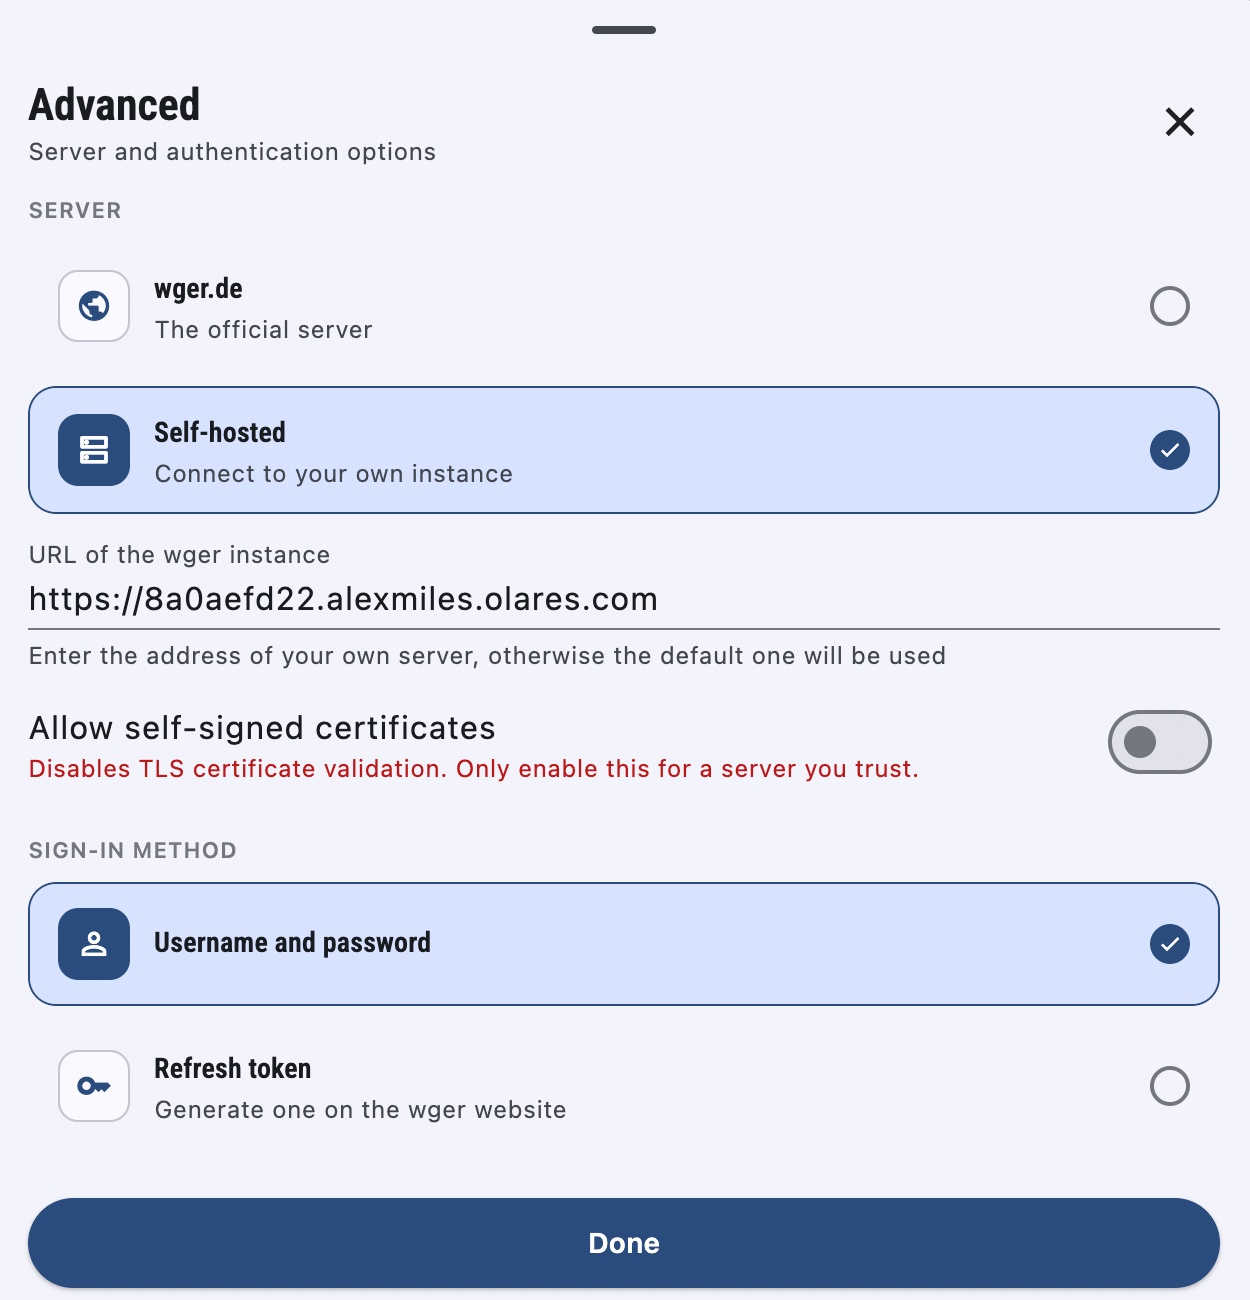 Advanced
Server and authentication options
SERVER
wger.de
The official server
Self-hosted
Connect to your own instance
URL of the wger instance
https://8a0aefd22.alexmiles.olares.com
Enter the address of your own server, otherwise the default one will be used
Allow self-signed certificates
Disables TLS certificate validation. Only enable this for a server you trust.
SIGN-IN METHOD
Username and password
Refresh token
Generate one on the wger website
Done